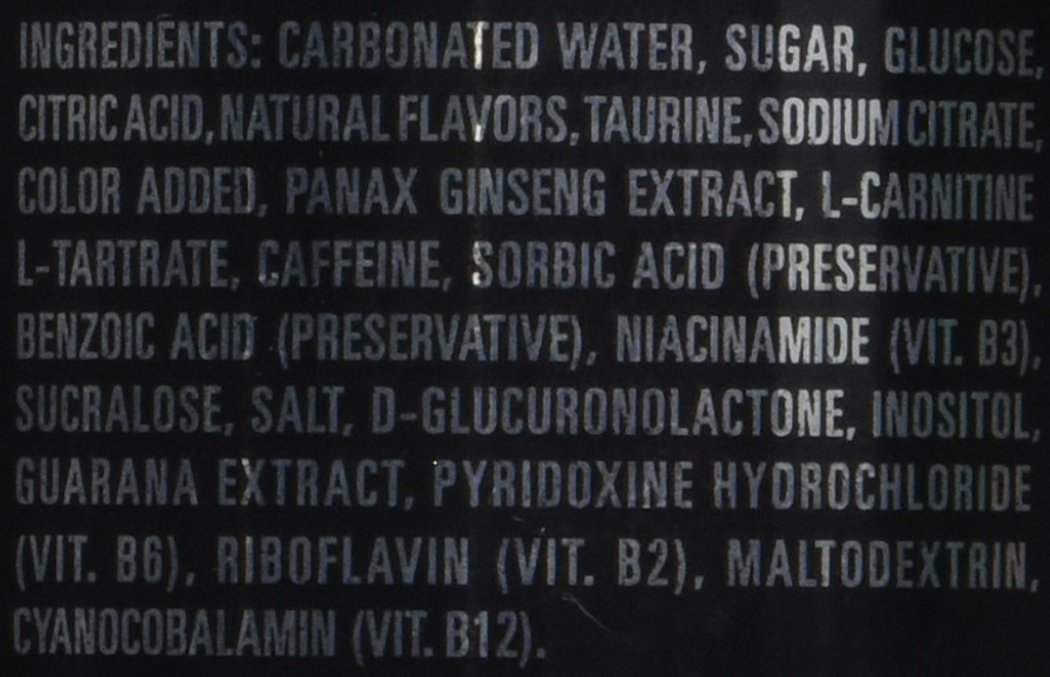 INGREDIENTS: CARBONATED WATER, SUGAR, GLUCOSE,
CITRIC ACID, NATURAL FLAVORS, TAURINE, SODIUM CITRATE,
COLOR ADDED, PANAX GINSENG EXTRACT, L-CARNITINE
L-TARTRATE, CAFFEINE, SORBIC ACID (PRESERVATIVE),
BENZOIC ACID (PRESERVATIVE), NIACINAMIDE (VIT. B3),
SUCRALOSE, SALT, D-GLUCURONOLACTONE, INOSITOL,
GUARANA EXTRACT, PYRIDOXINE HYDROCHLORIDE
(VIT. B6), RIBOFLAVIN (VIT. B2), MALTODEXTRIN,
CYANOCOBALAMIN (VIT. B12).